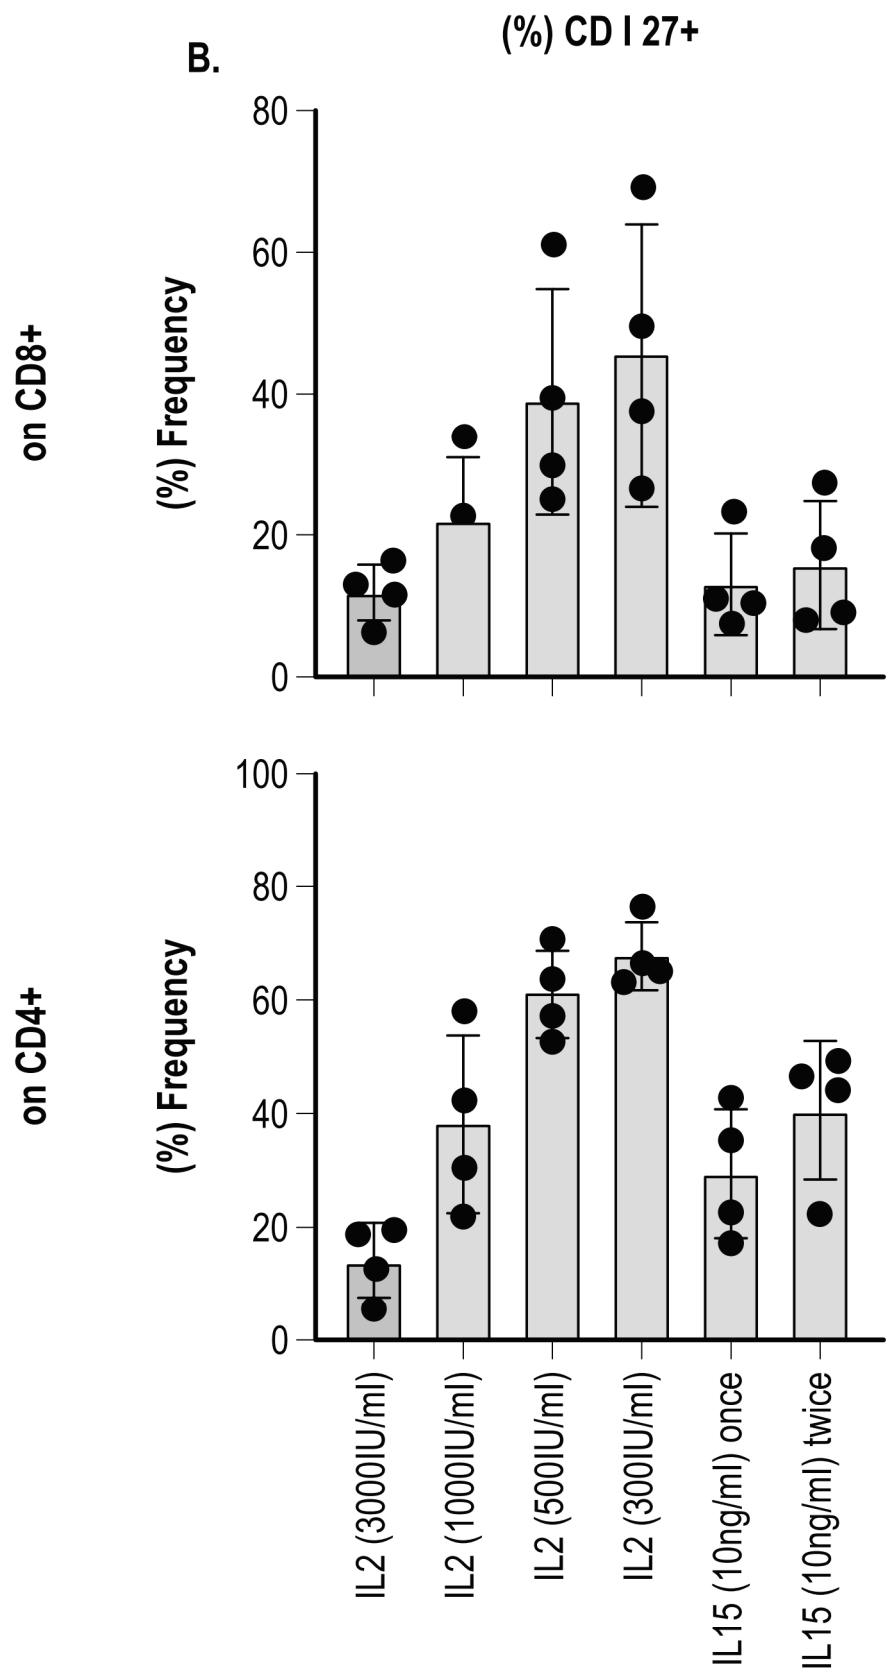 (%) CD I 27+
B.
on CD8+
(%) Frequency
80
60
40
20
0
on CD4+
(%) Frequency
100
80
60
40
20
0
IL2 (3000IU/ml)
IL2 (1000IU/ml)
IL2 (500IU/ml)
IL2 (300IU/ml)
IL15 (10ng/ml) once
IL15 (10ng/ml) twice